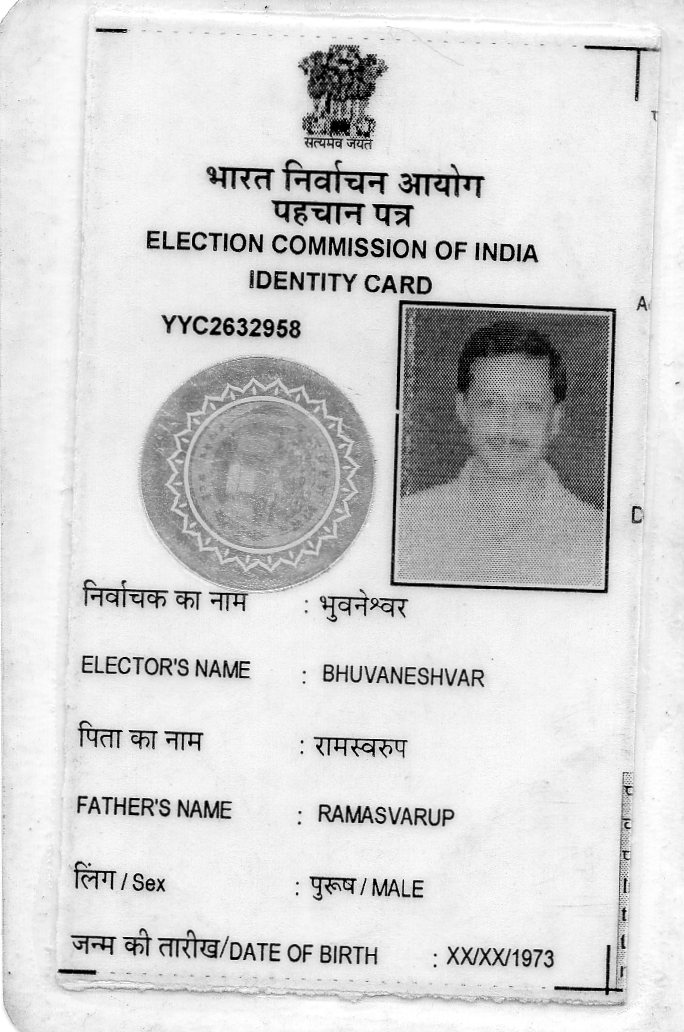 सत्यमेव जयते
भारत निर्वाचन आयोग
पहचान पत्र
ELECTION COMMISSION OF INDIA
IDENTITY CARD
YYC2632958
निर्वाचक का नाम : भुवनेश्वर
ELECTOR'S NAME : BHUVANESHVAR
पिता का नाम : रामस्वरुप
FATHER'S NAME : RAMASVARUP
लिंग / Sex : पुरूष / MALE
जन्म की तारीख/DATE OF BIRTH : XX/XX/1973